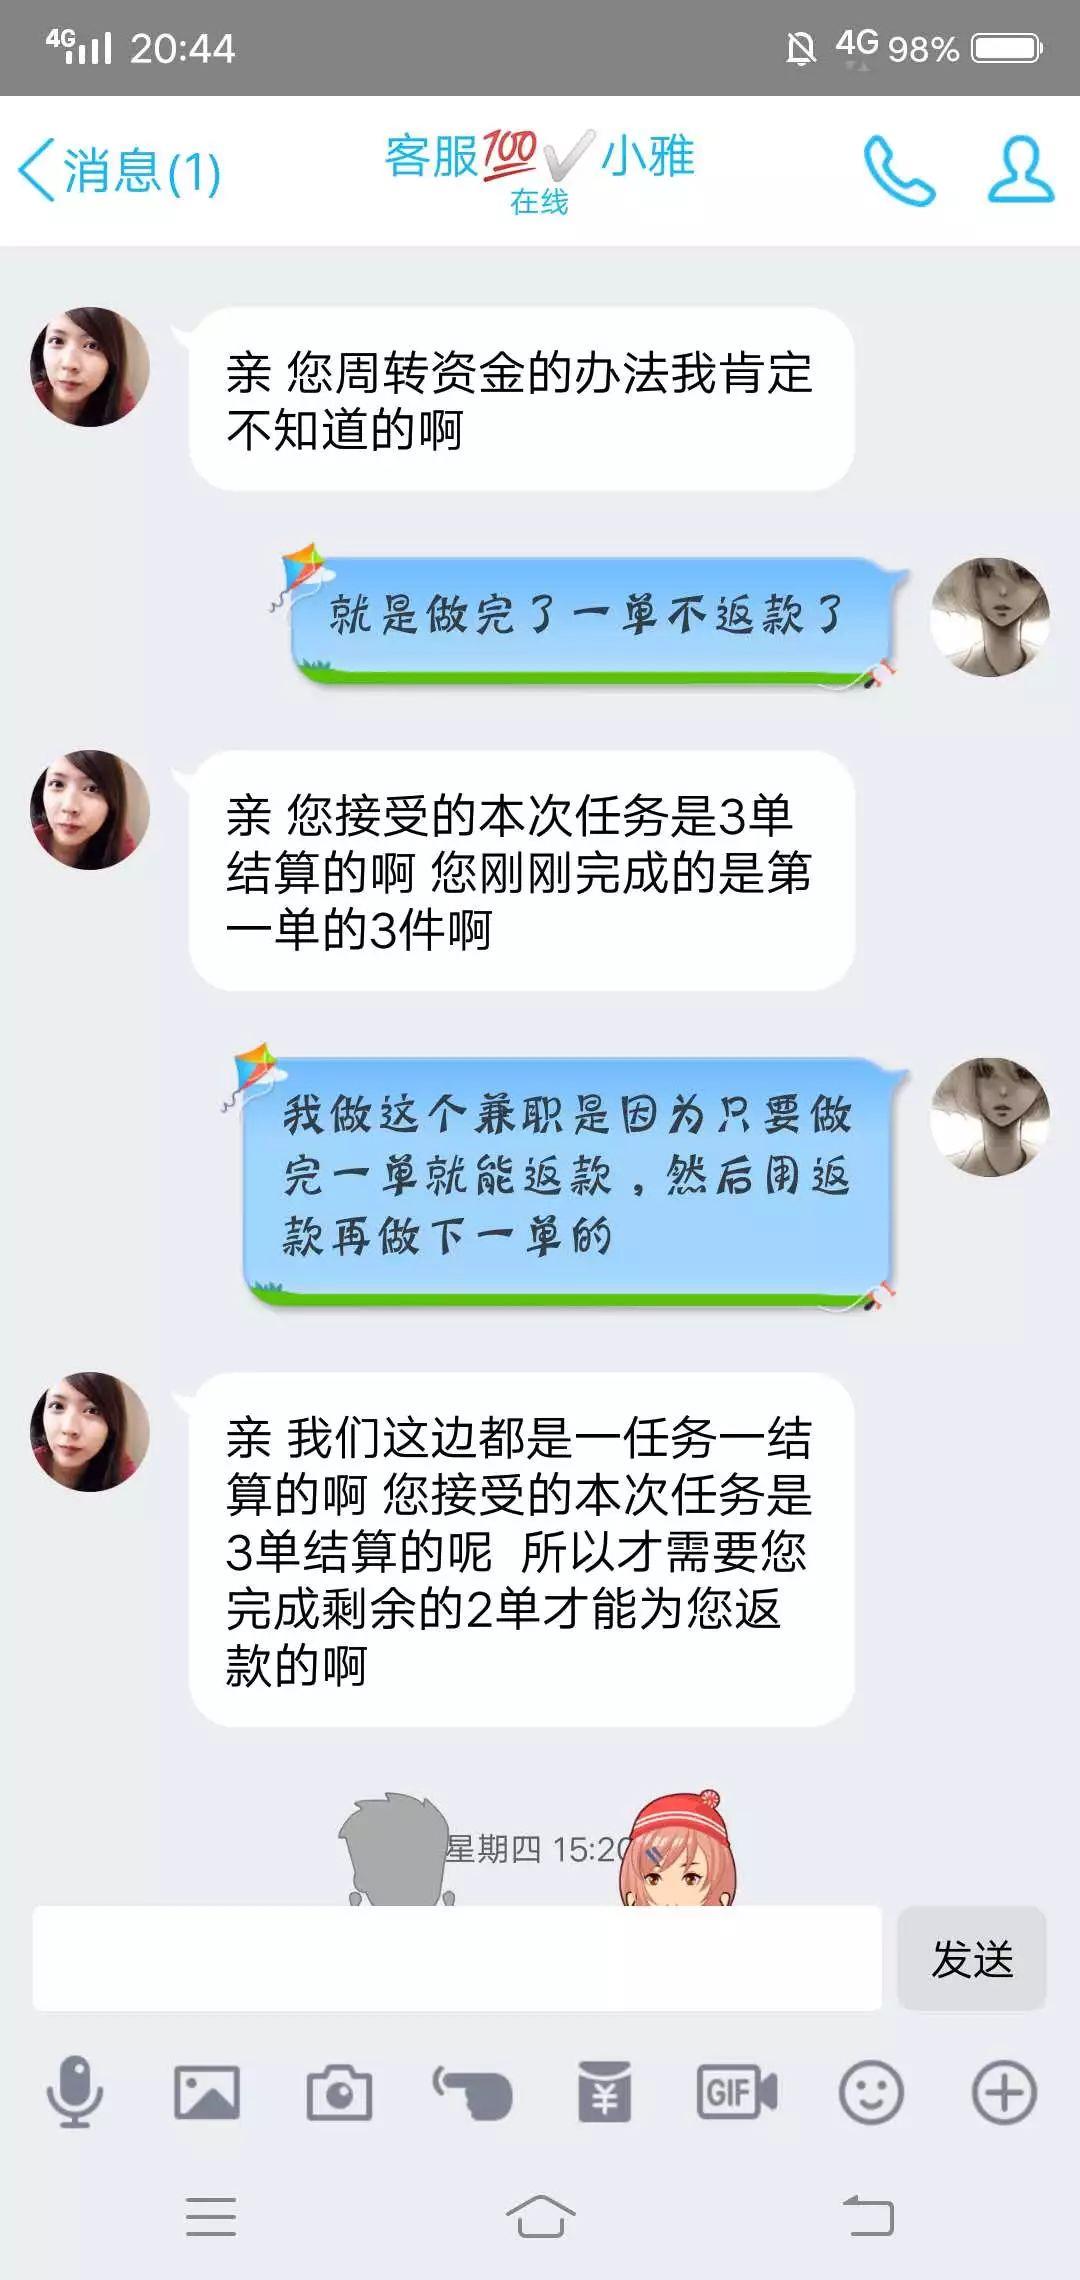 4G 20:44 4G 98%
消息(1)
客服💯✔小雅
在线
亲 您周转资金的办法我肯定
不知道的啊
就是做完了一单不返款了
亲 您接受的本次任务是3单
结算的啊 您刚刚完成的是第
一单的3件啊
我做这个兼职是因为只要做
完一单就能返款，然后用返
款再做下一单的
亲 我们这边都是一任务一结
算的啊 您接受的本次任务是
3单结算的呢 所以才需要您
完成剩余的2单才能为您返
款的啊
星期四 15:20
发送
¥
GIF